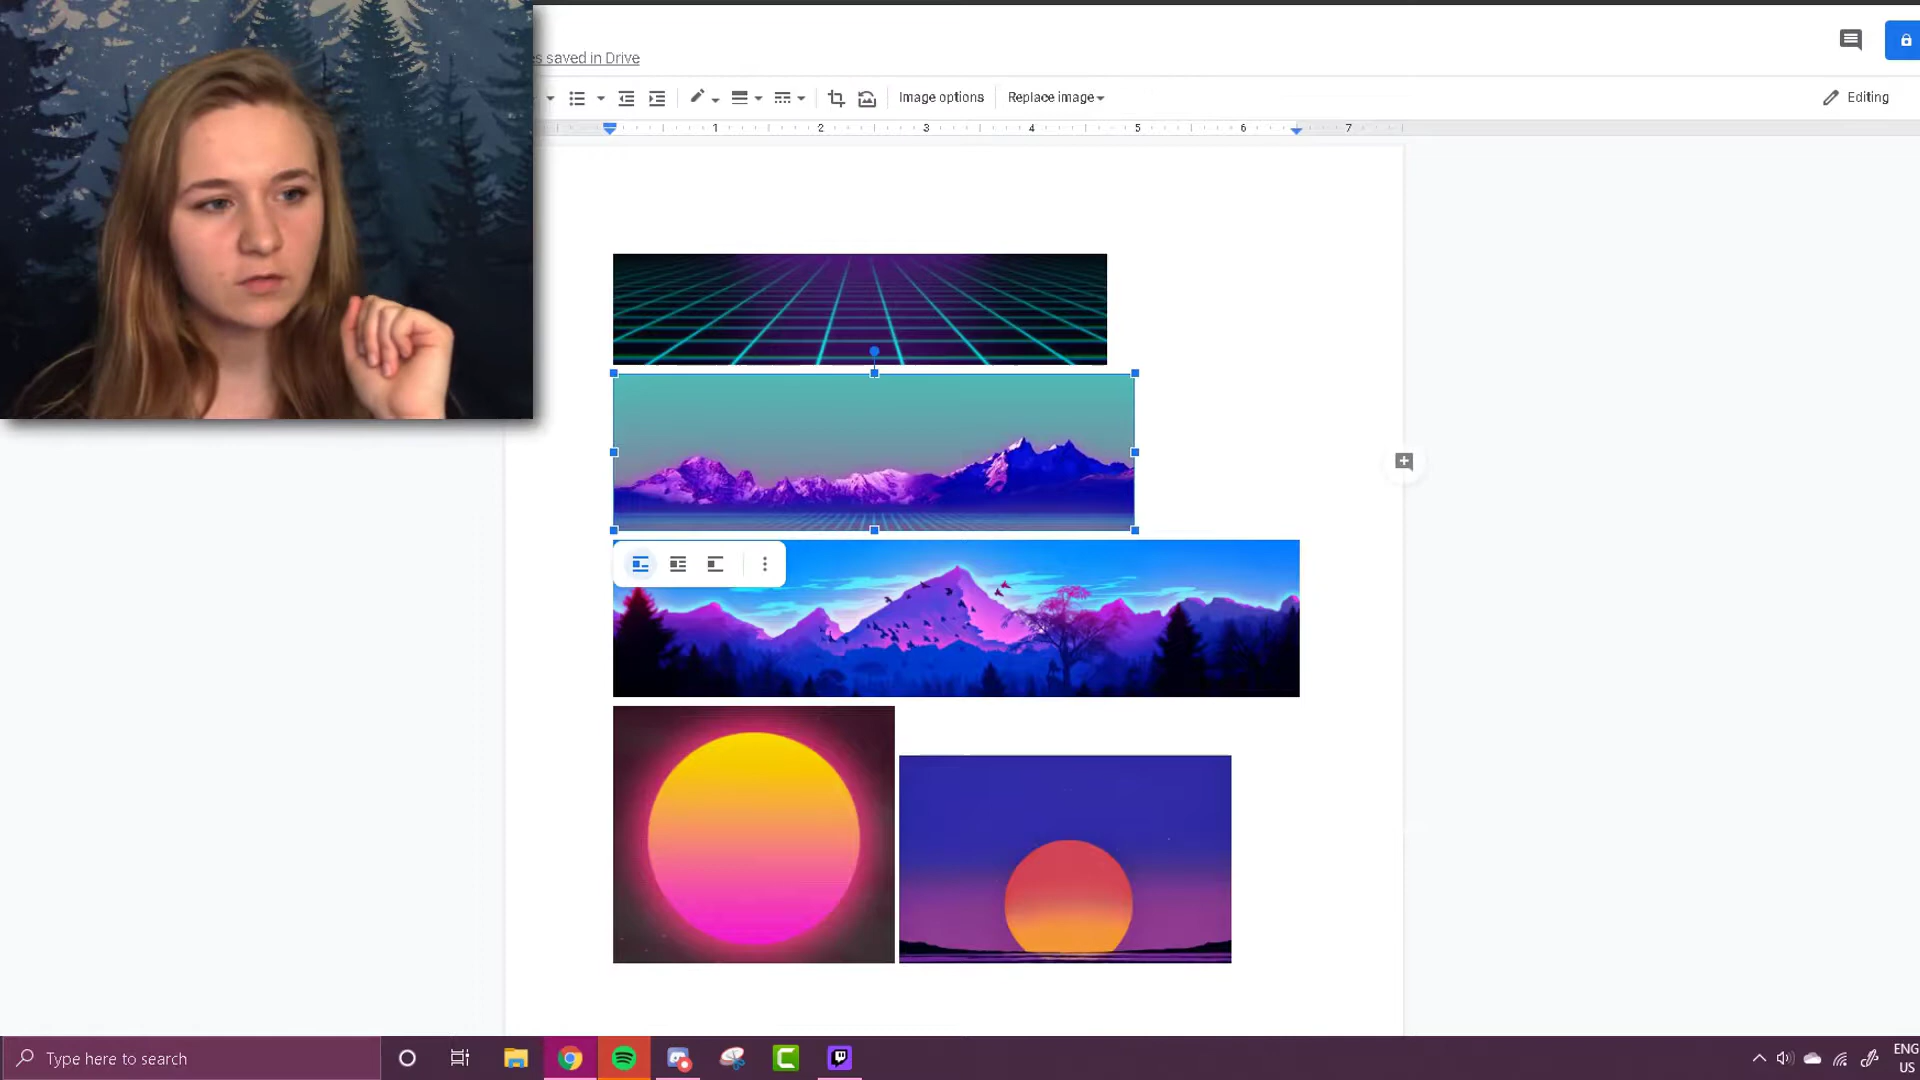 es saved in Drive
Image options
Replace image
Editing
1 2 3 4 5 6 7
Type here to search
ENG
US